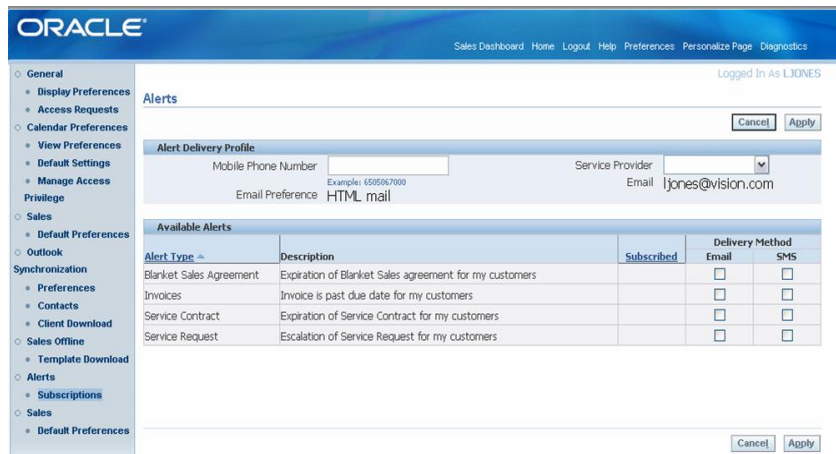 ORACLE®
Sales Dashboard Home Logout Help Preferences Personalize Page Diagnostics
General
Display Preferences
Access Requests
Calendar Preferences
View Preferences
Default Settings
Manage Access
Privilege
Sales
Default Preferences
Outlook
Synchronization
Preferences
Contacts
Client Download
Sales Offline
Template Download
Alerts
Subscriptions
Sales
Default Preferences
Logged In As LJONES
Alerts
Cancel Apply
Alert Delivery Profile
Mobile Phone Number Service Provider
Example: 6505067000
Email ljones@vision.com
Email Preference HTML mail
Available Alerts
Delivery Method
Alert Type Description Subscribed Email SMS
Blanket Sales Agreement Expiration of Blanket Sales agreement for my customers
Invoices Invoice is past due date for my customers
Service Contract Expiration of Service Contract for my customers
Service Request Escalation of Service Request for my customers
Cancel Apply